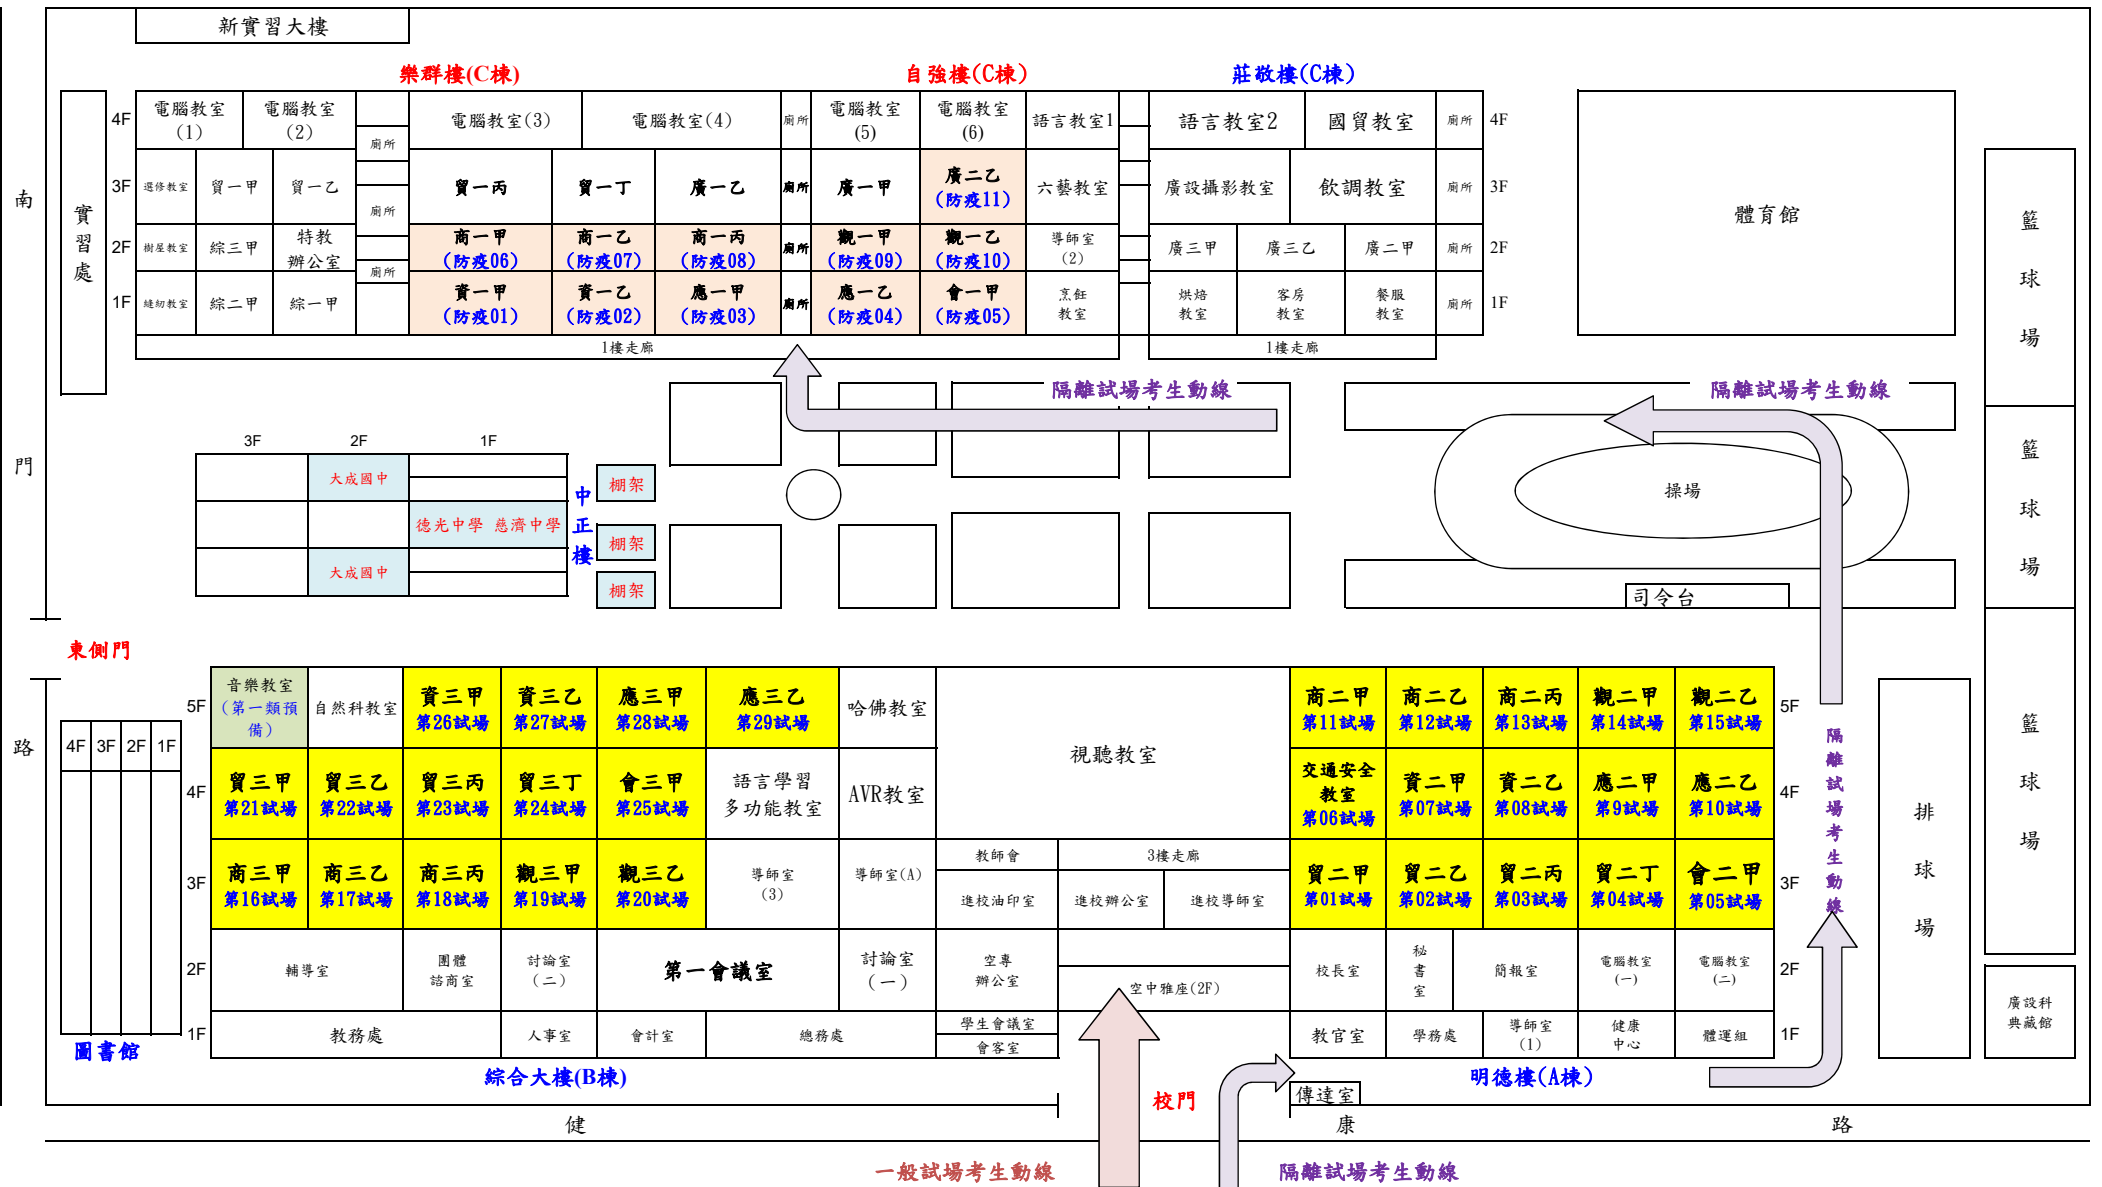 新實習大樓
樂群樓(C棟)
自強樓(C棟)
莊敬樓(C棟)
實習處
4F
電腦教室
(1)
電腦教室
(2)
廁所
電腦教室(3)
電腦教室(4)
廁所
電腦教室
(5)
電腦教室
(6)
語言教室1
語言教室2
國貿教室
廁所
4F
3F
選修教室
貿一甲
貿一乙
廁所
貿一丙
貿一丁
廣一乙
廁所
廣一甲
廣二乙
(防疫11)
六藝教室
廣設攝影教室
飲調教室
廁所
3F
2F
樹屋教室
綜三甲
特教
辦公室
廁所
商一甲
(防疫06)
商一乙
(防疫07)
商一丙
(防疫08)
廁所
觀一甲
(防疫09)
觀一乙
(防疫10)
導師室
(2)
廣三甲
廣三乙
廣二甲
廁所
2F
1F
縫紉教室
綜二甲
綜一甲
資一甲
(防疫01)
資一乙
(防疫02)
應一甲
(防疫03)
廁所
應一乙
(防疫04)
會一甲
(防疫05)
烹飪
教室
烘焙
教室
客房
教室
餐服
教室
廁所
1F
1樓走廊
1樓走廊
體育館
籃球場
籃球場
籃球場
南
門
路
隔離試場考生動線
隔離試場考生動線
3F
2F
1F
大成國中
德光中學 慈濟中學
大成國中
中正樓
棚架
棚架
棚架
操場
司令台
東側門
4F
3F
2F
1F
圖書館
5F
音樂教室
(第一類預
備)
自然科教室
資三甲
第26試場
資三乙
第27試場
應三甲
第28試場
應三乙
第29試場
哈佛教室
視聽教室
商二甲
第11試場
商二乙
第12試場
商二丙
第13試場
觀二甲
第14試場
觀二乙
第15試場
5F
4F
貿三甲
第21試場
貿三乙
第22試場
貿三丙
第23試場
貿三丁
第24試場
會三甲
第25試場
語言學習
多功能教室
AVR教室
交通安全
教室
第06試場
資二甲
第07試場
資二乙
第08試場
應二甲
第9試場
應二乙
第10試場
4F
3F
商三甲
第16試場
商三乙
第17試場
商三丙
第18試場
觀三甲
第19試場
觀三乙
第20試場
導師室
(3)
導師室(A)
教師會
3樓走廊
進校油印室
進校辦公室
進校導師室
貿二甲
第01試場
貿二乙
第02試場
貿二丙
第03試場
貿二丁
第04試場
會二甲
第05試場
3F
2F
輔導室
團體
諮商室
討論室
(二)
第一會議室
討論室
(一)
空專
辦公室
空中雅座(2F)
校長室
秘書室
簡報室
電腦教室
(一)
電腦教室
(二)
2F
1F
教務處
人事室
會計室
總務處
學生會議室
會客室
教官室
學務處
導師室
(1)
健康
中心
體運組
1F
隔離試場考生動線
排球場
廣設科
典藏館
綜合大樓(B棟)
明德樓(A棟)
校門
傳達室
健
康
路
一般試場考生動線
隔離試場考生動線